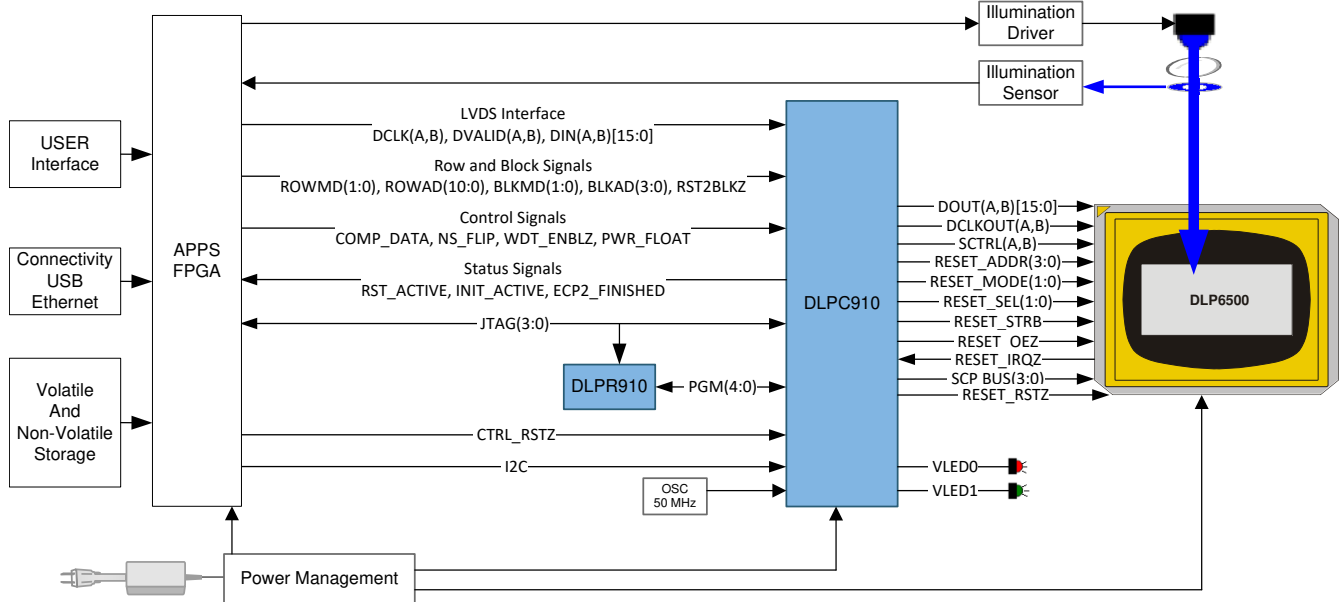 Illumination
Driver
Illumination
Sensor
USER
Interface
Connectivity
USB
Ethernet
Volatile
And
Non-Volatile
Storage
APPS
FPGA
LVDS Interface
DCLK(A,B), DVALID(A,B), DIN(A,B)[15:0]
Row and Block Signals
ROWMD(1:0), ROWAD(10:0), BLKMD(1:0), BLKAD(3:0), RST2BLKZ
Control Signals
COMP_DATA, NS_FLIP, WDT_ENBLZ, PWR_FLOAT
Status Signals
RST_ACTIVE, INIT_ACTIVE, ECP2_FINISHED
JTAG(3:0)
DLPR910
PGM(4:0)
CTRL_RSTZ
I2C
OSC
50 MHz
DLPC910
DOUT(A,B)[15:0]
DCLKOUT(A,B)
SCTRL(A,B)
RESET_ADDR(3:0)
RESET_MODE(1:0)
RESET_SEL(1:0)
RESET_STRB
RESET_OEZ
RESET_IRQZ
SCP BUS(3:0)
RESET_RSTZ
VLED0
VLED1
DLP6500
Power Management